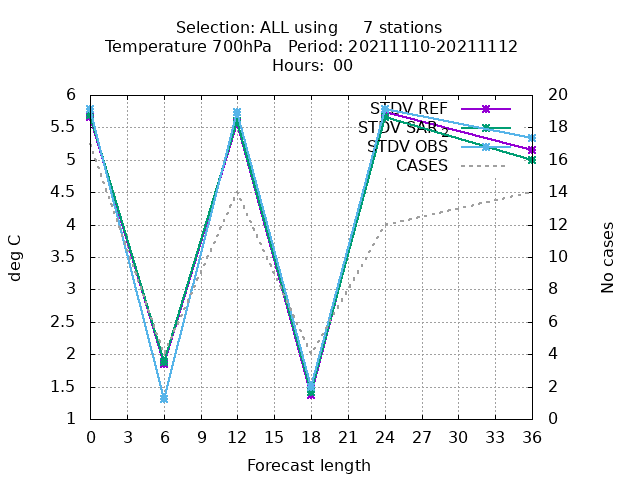 Selection: ALL using 7 stations
Temperature 700hPa Period: 20211110-20211112
Hours: 00
6
5.5
5
4.5
4
3.5
3
2.5
2
1.5
1
deg C
STDV REF
STDV SAR2
STDV OBS
CASES
20
18
16
14
12
10
8
6
4
2
0
No cases
0 3 6 9 12 15 18 21 24 27 30 33 36
Forecast length